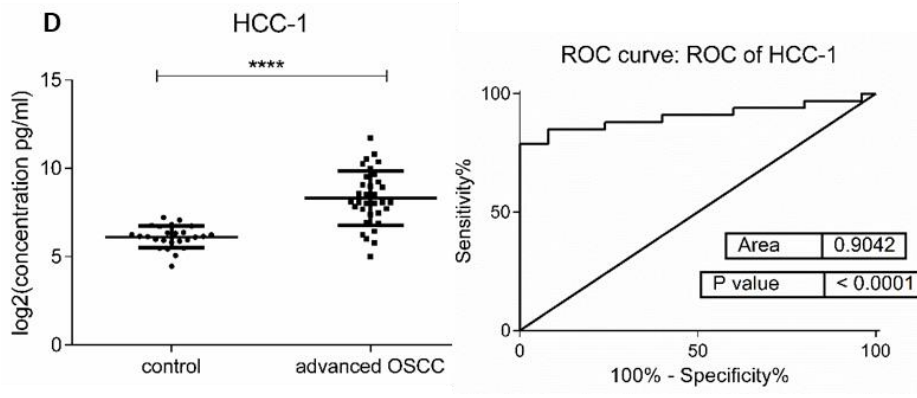 D
HCC-1
****
log2(concentration pg/ml)
15
10
5
0
control
advanced OSCC
ROC curve: ROC of HCC-1
Sensitivity%
100
50
0
Area 0.9042
P value < 0.0001
0
50
100
100% - Specificity%